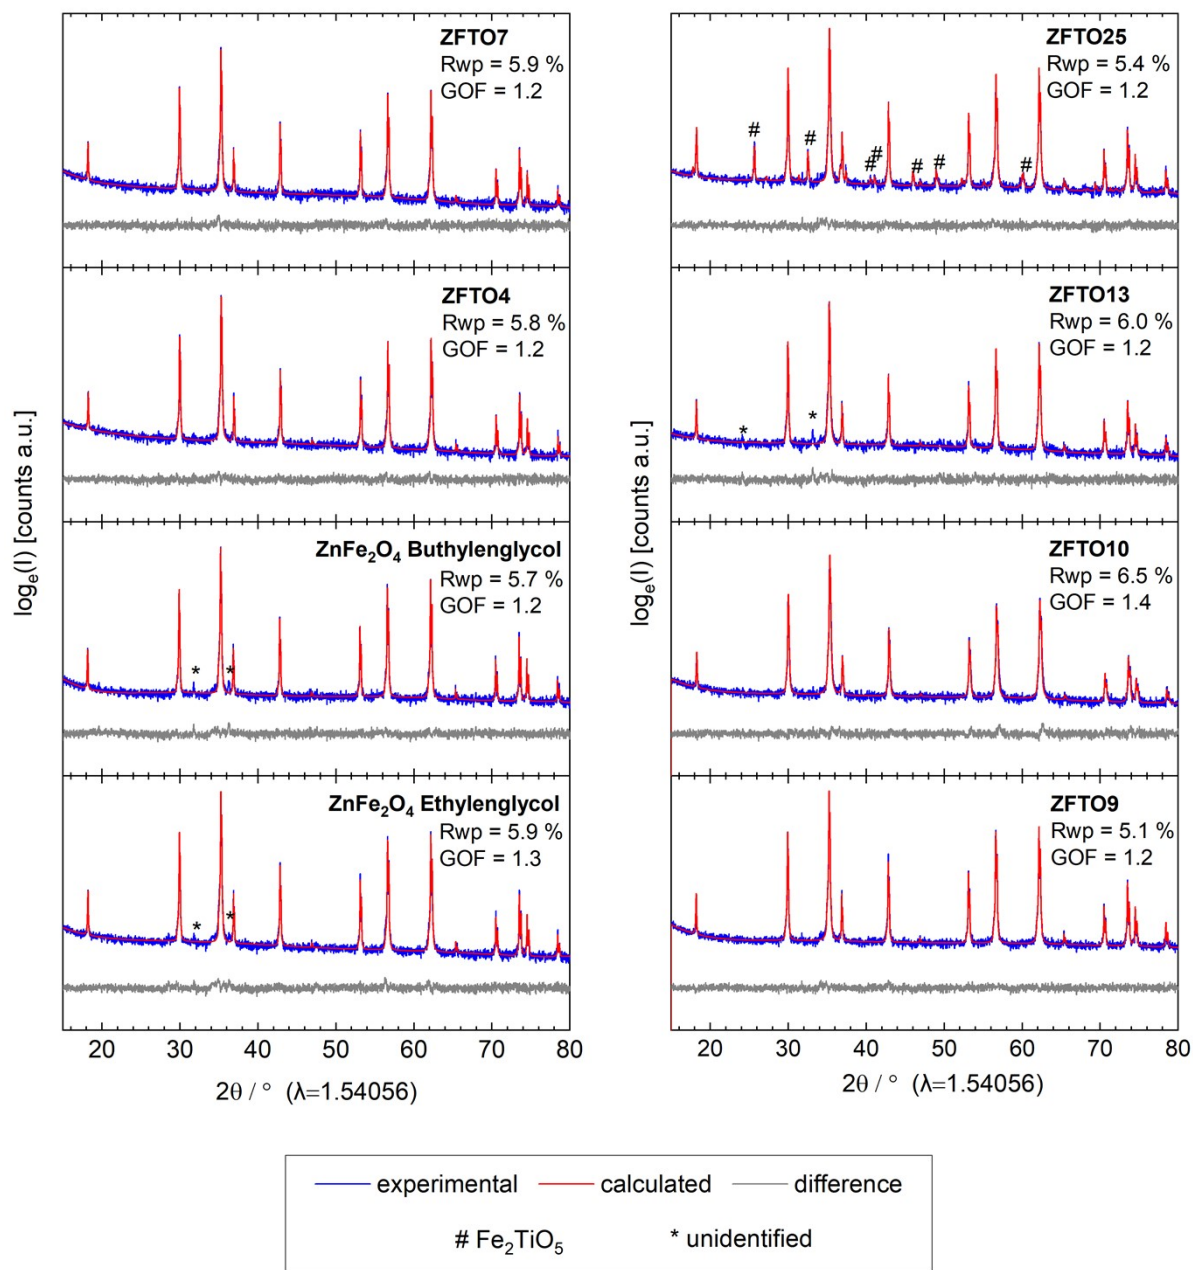 ZFTO7
Rwp = 5.9 %
GOF = 1.2
ZFTO4
Rwp = 5.8 %
GOF = 1.2
ZnFe₂O₄ Buthylenglycol
Rwp = 5.7 %
GOF = 1.2
* *
ZnFe₂O₄ Ethylenglycol
Rwp = 5.9 %
GOF = 1.3
* *
logₑ(I) [counts a.u.]
20 30 40 50 60 70 80
2θ / ° (λ=1.54056)
ZFTO25
Rwp = 5.4 %
GOF = 1.2
# # # # # # #
ZFTO13
Rwp = 6.0 %
GOF = 1.2
* *
ZFTO10
Rwp = 6.5 %
GOF = 1.4
ZFTO9
Rwp = 5.1 %
GOF = 1.2
logₑ(I) [counts a.u.]
20 30 40 50 60 70 80
2θ / ° (λ=1.54056)
experimental calculated difference
# Fe₂TiO₅ * unidentified